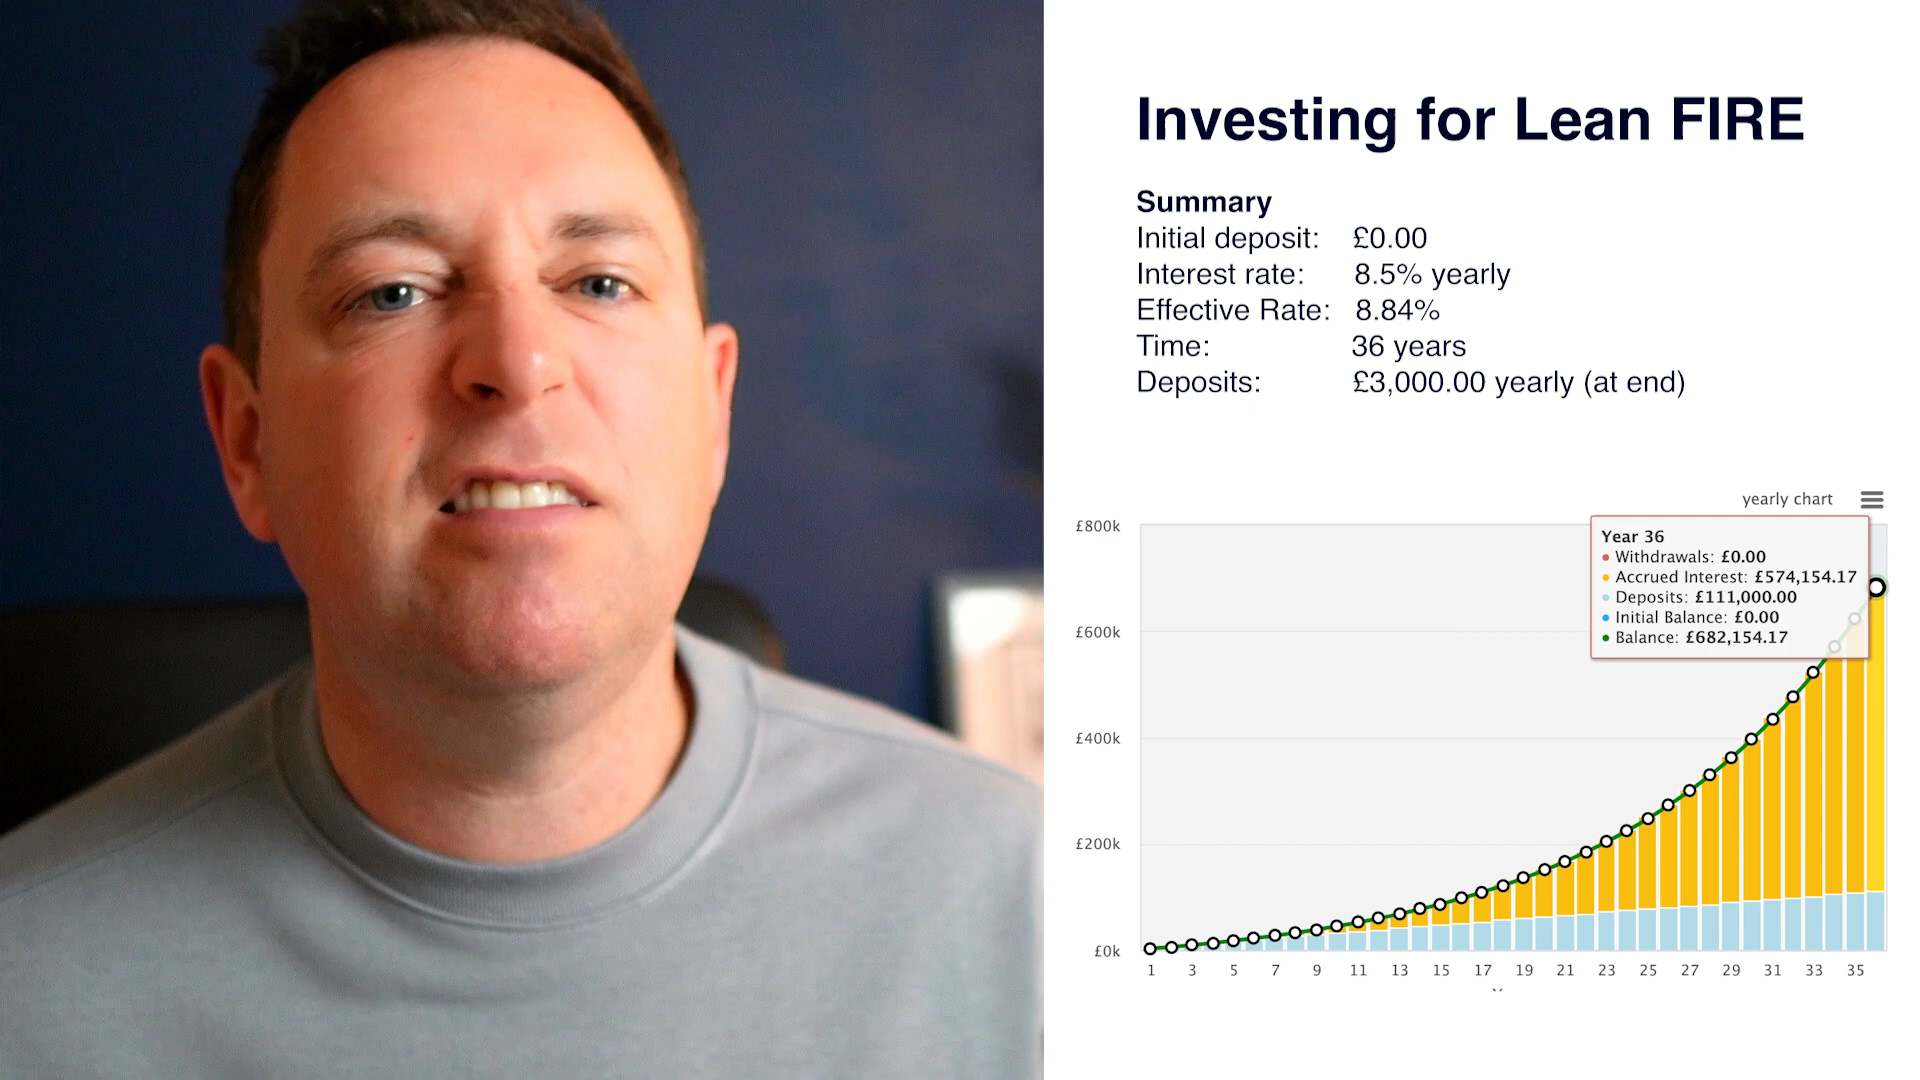 Investing for Lean FIRE
Summary
Initial deposit: £0.00
Interest rate: 8.5% yearly
Effective Rate: 8.84%
Time: 36 years
Deposits: £3,000.00 yearly (at end)
yearly chart
£800k
£600k
£400k
£200k
£0k
Year 36
Withdrawals: £0.00
Accrued Interest: £574,154.17
Deposits: £111,000.00
Initial Balance: £0.00
Balance: £682,154.17
1 3 5 7 9 11 13 15 17 19 21 23 25 27 29 31 33 35